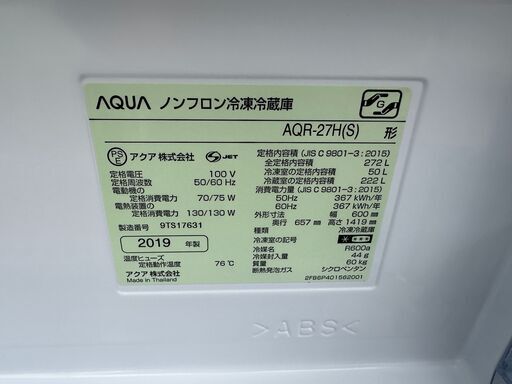 AQUA ノンフロン冷凍冷蔵庫
G
AQR-27H(S) 形
PS E アクア 株式会社 S JET
定格電圧 100 V
定格周波数 50/60 Hz
電動機の
定格消費電力 70/75 W
電熱装置の
定格消費電力 130/130 W
製造番号 9TS17631
2019 年製
温度ヒューズ
定格動作温度 76℃
アクア 株式会社
Made in Thailand
定格内容積 (JIS C 9801-3 : 2015)
全定格内容積 272 L
冷凍室の定格内容積 50 L
冷蔵室の定格内容積 222 L
消費電力量 (JIS C 9801-3 : 2015)
50Hz 367 kWh/年
60Hz 367 kWh/年
外形寸法 幅 600 mm
奥行 657 mm 高さ 1419 mm
種類 冷凍冷蔵庫
冷凍室の記号
冷媒 R600a
冷媒封入量 44 g
質量 60 kg
断熱発泡ガス シクロペンタン
2FB6P401562001
>ABS<